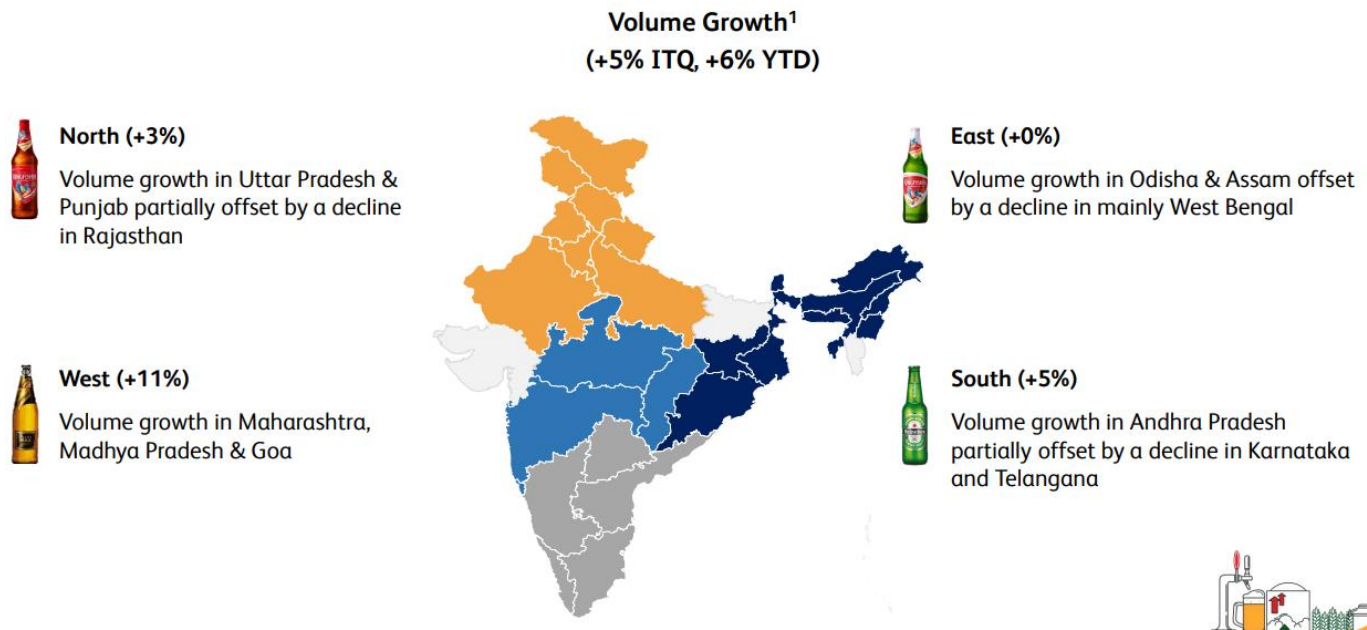 Volume Growth¹
(+5% ITQ, +6% YTD)
North (+3%)
Volume growth in Uttar Pradesh &
Punjab partially offset by a decline
in Rajasthan
East (+0%)
Volume growth in Odisha & Assam offset
by a decline in mainly West Bengal
West (+11%)
Volume growth in Maharashtra,
Madhya Pradesh & Goa
South (+5%)
Volume growth in Andhra Pradesh
partially offset by a decline in Karnataka
and Telangana